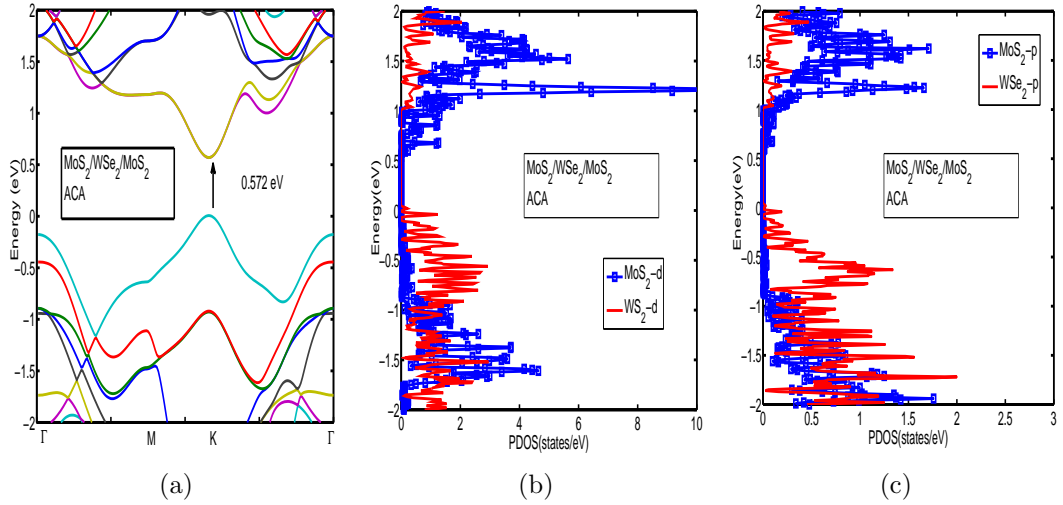 2
1.5
1
0.5
0
−0.5
−1
−1.5
−2
Energy (eV)
MoS2/WSe2/MoS2
ACA
0.572 eV
Γ
M
K
Γ
(a)
2
1.5
1
0.5
0
−0.5
−1
−1.5
−2
Energy(eV)
MoS2/WSe2/MoS2
ACA
MoS2−d
WS2−d
0
2
4
6
8
10
PDOS(states/eV)
(b)
2
1.5
1
0.5
0
−0.5
−1
−1.5
−2
Energy(eV)
MoS2−p
WSe2−p
MoS2/WSe2/MoS2
ACA
0
0.5
1
1.5
2
2.5
3
PDOS(states/eV)
(c)